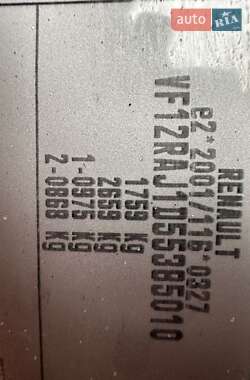 AUTO
RIA
RENAULT
e2*2001/116*0327
VF12RAJ1D55385010
1759 Kg
2659 Kg
1-0975 Kg
2-0868 Kg